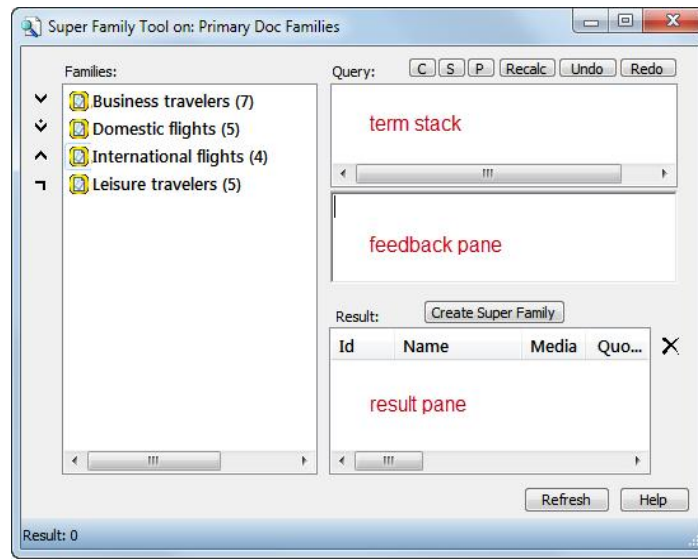 Super Family Tool on: Primary Doc Families
Families:
Business travelers (7)
Domestic flights (5)
International flights (4)
Leisure travelers (5)
Query: C S P Recalc Undo Redo
term stack
feedback pane
Result: Create Super Family
Id Name Media Quo...
result pane
Refresh Help
Result: 0